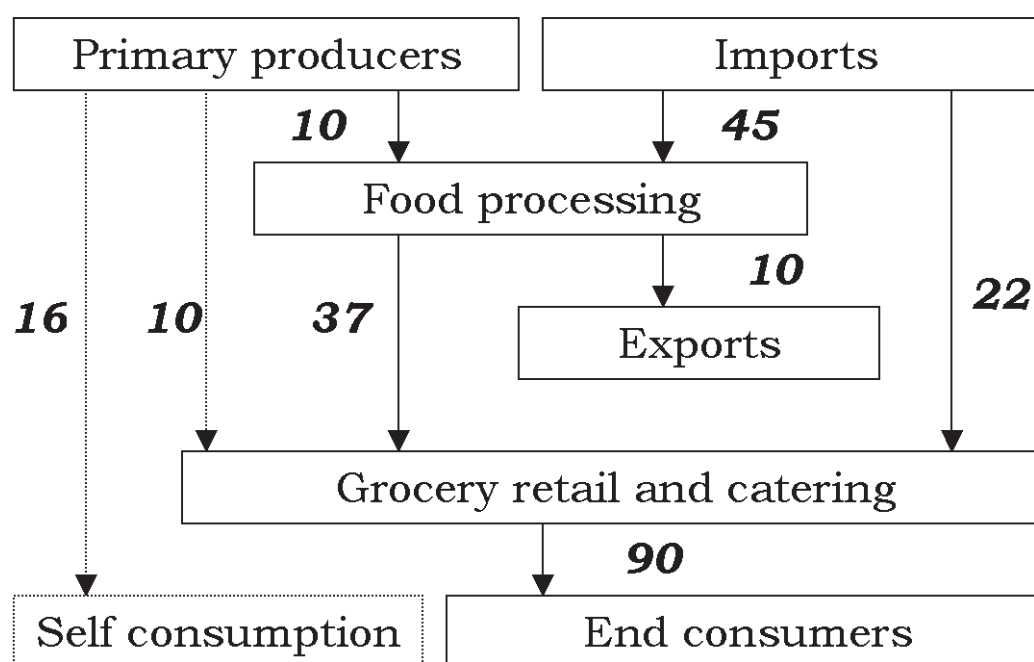 Primary producers
Imports
10
45
Food processing
10
16
10
37
22
Exports
Grocery retail and catering
90
Self consumption
End consumers